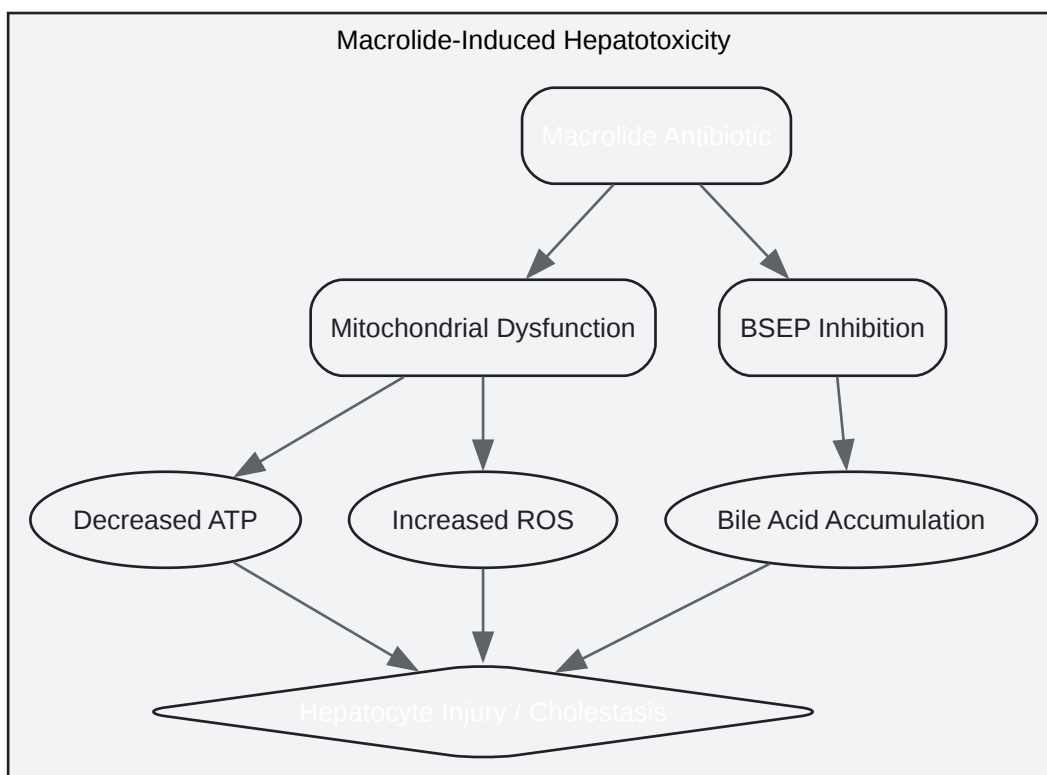 Macrolide-Induced Hepatotoxicity
Macrolide Antibiotic
Mitochondrial Dysfunction
BSEP Inhibition
Decreased ATP
Increased ROS
Bile Acid Accumulation
Hepatocyte Injury / Cholestasis